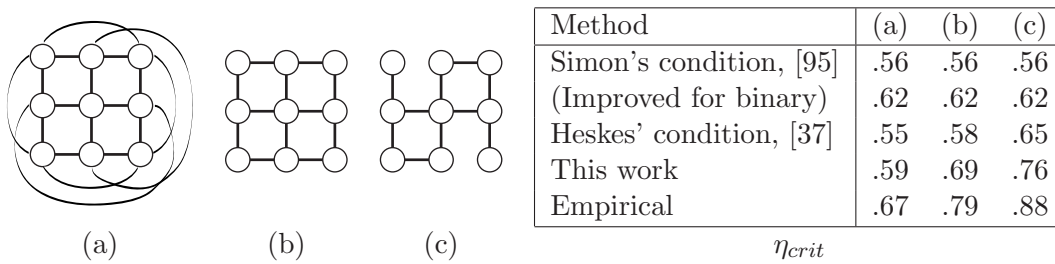 (a)
(b)
(c)
Method (a) (b) (c)
Simon's condition, [95] .56 .56 .56
(Improved for binary) .62 .62 .62
Heskes' condition, [37] .55 .58 .65
This work .59 .69 .76
Empirical .67 .79 .88
η_crit